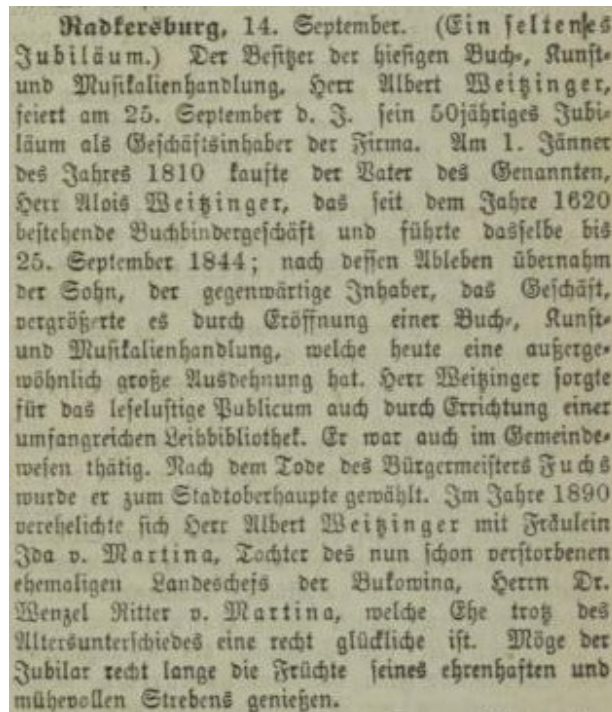 Radkersburg, 14. September. (Ein seltenes
Jubiläum.) Der Besitzer der hiesigen Buch-, Kunst-
und Musikalienhandlung, Herr Albert Weitzinger,
feiert am 25. September d. J. sein 50jähriges Jubi-
läum als Geschäftsinhaber der Firma. Am 1. Jänner
des Jahres 1810 kaufte der Vater des Genannten,
Herr Alois Weitzinger, das seit dem Jahre 1620
bestehende Buchbindergeschäft und führte dasselbe bis
25. September 1844; nach dessen Ableben übernahm
der Sohn, der gegenwärtige Inhaber, das Geschäft,
vergrößerte es durch Eröffnung einer Buch-, Kunst-
und Musikalienhandlung, welche heute eine außerge-
wöhnlich große Ausdehnung hat. Herr Weitzinger sorgte
für das leselustige Publicum auch durch Errichtung einer
umfangreichen Leihbibliothek. Er war auch im Gemeinde-
wesen thätig. Nach dem Tode des Bürgermeisters Fuchs
wurde er zum Stadtoberhaupte gewählt. Im Jahre 1890
verehelichte sich Herr Albert Weitzinger mit Fräulein
Ida v. Martina, Tochter des nun schon verstorbenen
ehemaligen Landeschefs der Bukowina, Herrn Dr.
Wenzel Ritter v. Martina, welche Ehe trotz des
Altersunterschiedes eine recht glückliche ist. Möge der
Jubilar recht lange die Früchte seines ehrenhaften und
mühevollen Strebens genießen.